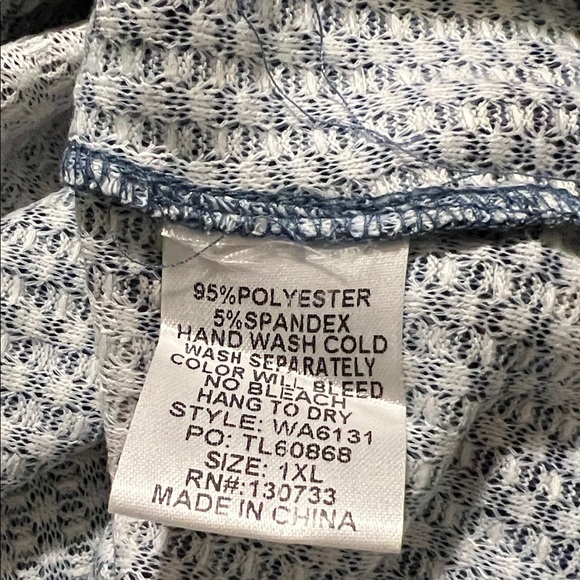 95%POLYESTER
5%SPANDEX
HAND WASH COLD
WASH SEPARATELY
COLOR WILL BLEED
NO BLEACH
HANG TO DRY
STYLE: WA6131
PO: TL60868
SIZE: 1XL
RN#:130733
MADE IN CHINA